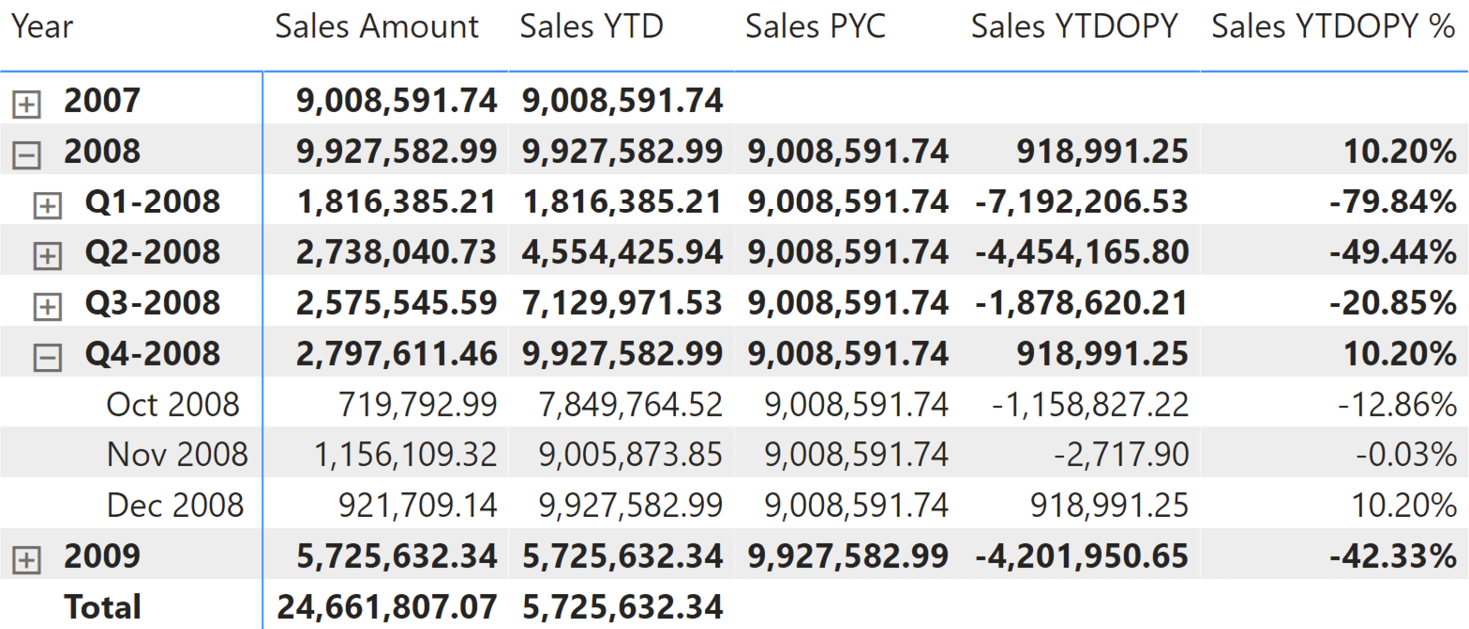 Year Sales Amount Sales YTD Sales PYC Sales YTDOPY Sales YTDOPY %
2007 9,008,591.74 9,008,591.74
2008 9,927,582.99 9,927,582.99 9,008,591.74 918,991.25 10.20%
Q1-2008 1,816,385.21 1,816,385.21 9,008,591.74 -7,192,206.53 -79.84%
Q2-2008 2,738,040.73 4,554,425.94 9,008,591.74 -4,454,165.80 -49.44%
Q3-2008 2,575,545.59 7,129,971.53 9,008,591.74 -1,878,620.21 -20.85%
Q4-2008 2,797,611.46 9,927,582.99 9,008,591.74 918,991.25 10.20%
Oct 2008 719,792.99 7,849,764.52 9,008,591.74 -1,158,827.22 -12.86%
Nov 2008 1,156,109.32 9,005,873.85 9,008,591.74 -2,717.90 -0.03%
Dec 2008 921,709.14 9,927,582.99 9,008,591.74 918,991.25 10.20%
2009 5,725,632.34 5,725,632.34 9,927,582.99 -4,201,950.65 -42.33%
Total 24,661,807.07 5,725,632.34